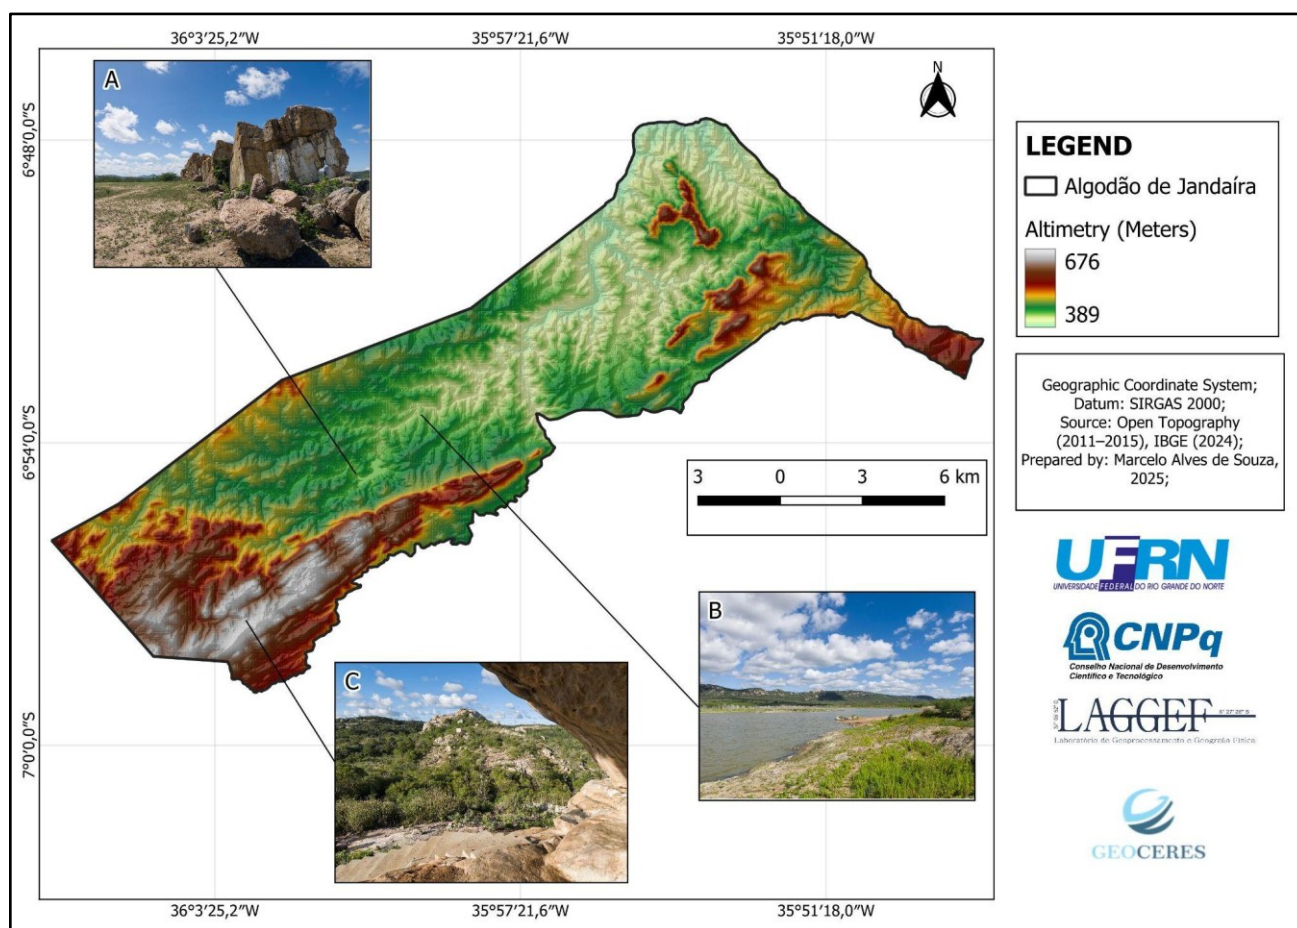 36°3'25,2"W 35°57'21,6"W 35°51'18,0"W
A
N
6°48'0,0"S
6°54'0,0"S
7°0'0,0"S
LEGEND
Algodão de Jandaíra
Altimetry (Meters)
676
389
Geographic Coordinate System;
Datum: SIRGAS 2000;
Source: Open Topography
(2011–2015), IBGE (2024);
Prepared by: Marcelo Alves de Souza,
2025;
3 0 3 6 km
B
C
UFRN
UNIVERSIDADE FEDERAL DO RIO GRANDE DO NORTE
CNPq
Conselho Nacional de Desenvolvimento
Científico e Tecnológico
LAGGEF
Laboratório de Geoprocessamento e Geografia Física
GEOCERES
36°3'25,2"W 35°57'21,6"W 35°51'18,0"W